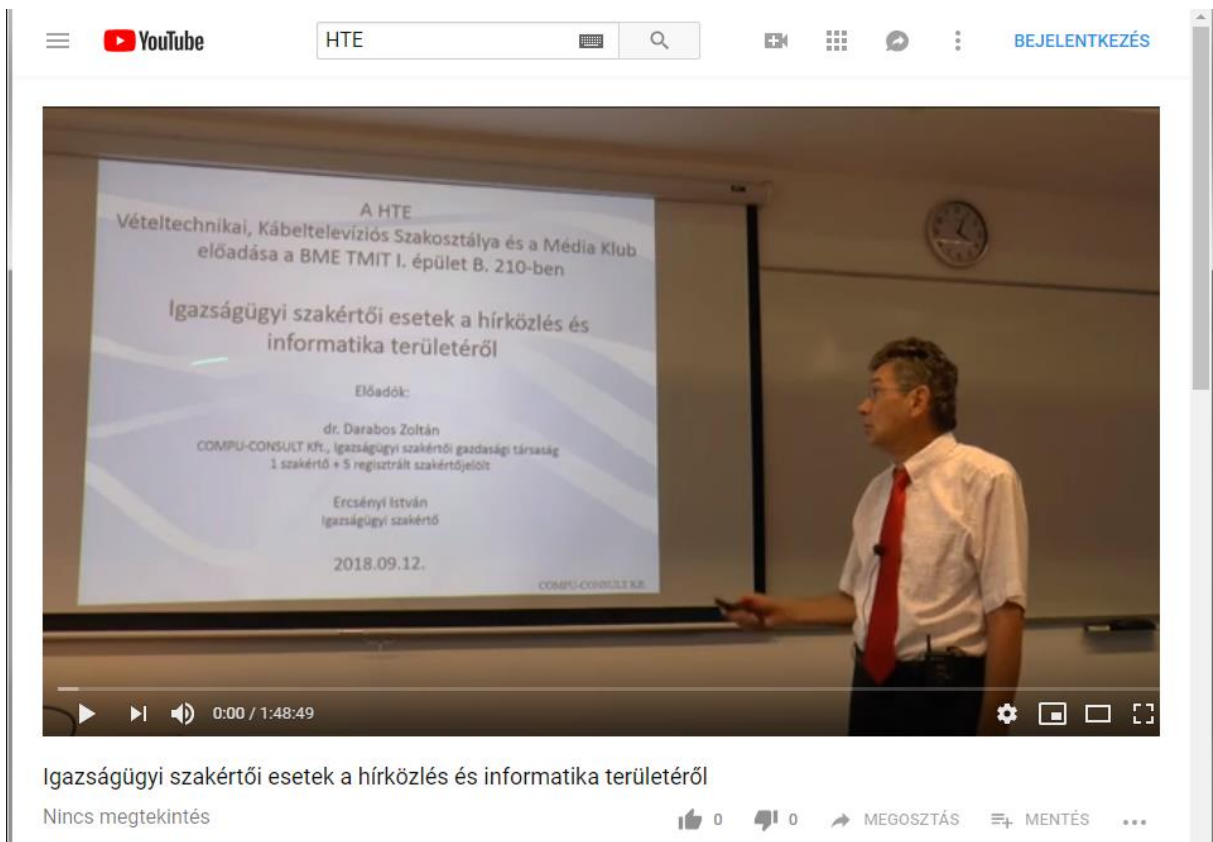 YouTube
HTE
BEJELENTKEZÉS
A HTE
Vételtechnikai, Kábeltelevíziós Szakosztálya és a Média Klub
előadása a BME TMIT I. épület B. 210-ben
Igazságügyi szakértői esetek a hírközlés és
informatika területéről
Előadók:
dr. Darabos Zoltán
COMPU-CONSULT Kft., Igazságügyi szakértői gazdasági társaság
1 szakértő + 5 regisztrált szakértőjelölt
Ercsényi István
Igazságügyi szakértő
2018.09.12.
COMPU-CONSULT Kft.
0:00 / 1:48:49
Igazságügyi szakértői esetek a hírközlés és informatika területéről
Nincs megtekintés
0
0
MEGOSZTÁS
MENTÉS